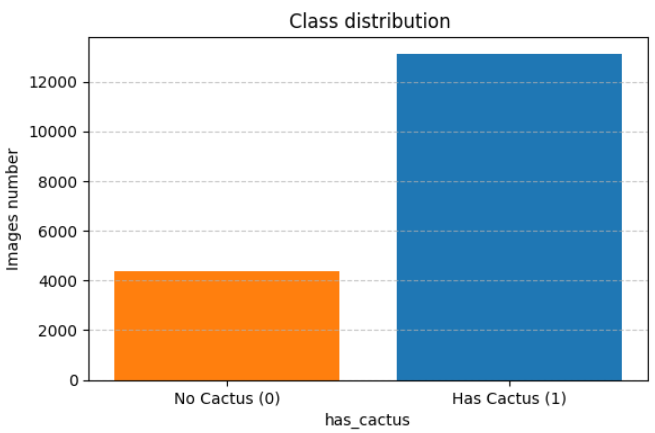 Class distribution
Images number
12000
10000
8000
6000
4000
2000
0
No Cactus (0) Has Cactus (1)
has_cactus